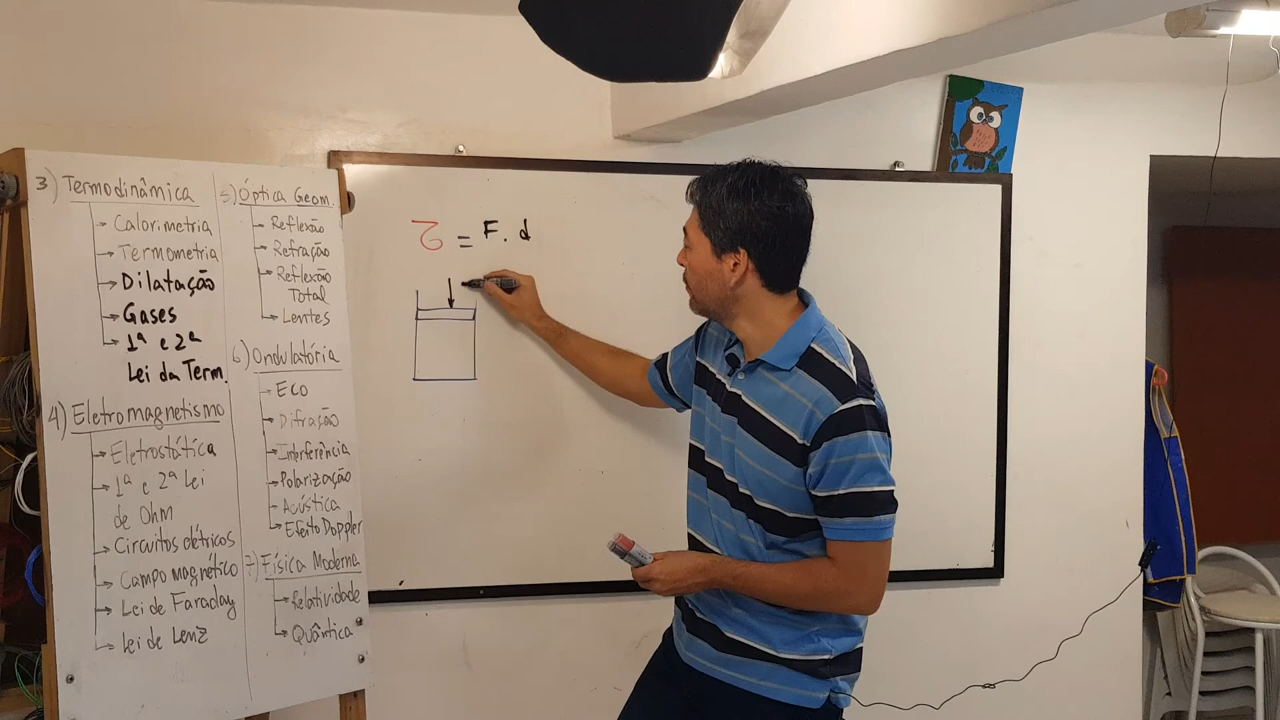 3) Termodinâmica
Calorimetria
Termometria
Dilatação
Gases
1ª e 2ª
Lei da Term.
4) Eletromagnetismo
Eletrostática
1ª e 2ª Lei
de Ohm
Circuitos elétricos
Campo magnético
Lei de Faraday
Lei de Lenz
5) Óptica Geom.
Reflexão
Refração
Reflexão
Total
Lentes
6) Ondulatória
Eco
Difração
Interferência
Polarização
Acústica
Efeito Doppler
7) Física Moderna
Relatividade
Quântica
τ = F. d